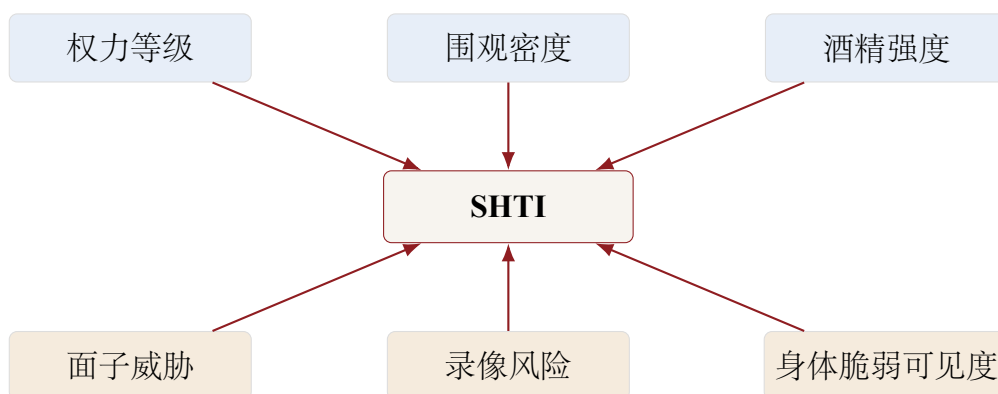 权力等级
围观密度
酒精强度
SHTI
面子威胁
录像风险
身体脆弱可见度